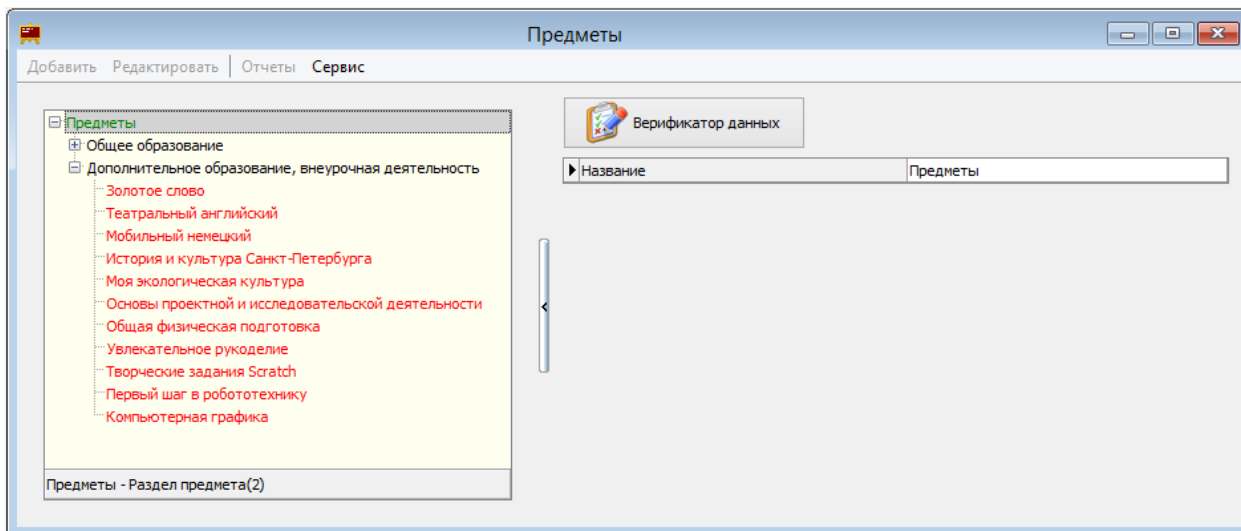 Предметы
Добавить Редактировать Отчеты Сервис
Предметы
Общее образование
Дополнительное образование, внеурочная деятельность
Золотое слово
Театральный английский
Мобильный немецкий
История и культура Санкт-Петербурга
Моя экологическая культура
Основы проектной и исследовательской деятельности
Общая физическая подготовка
Увлекательное рукоделие
Творческие задания Scratch
Первый шаг в робототехнику
Компьютерная графика
Предметы - Раздел предмета(2)
Верификатор данных
Название Предметы